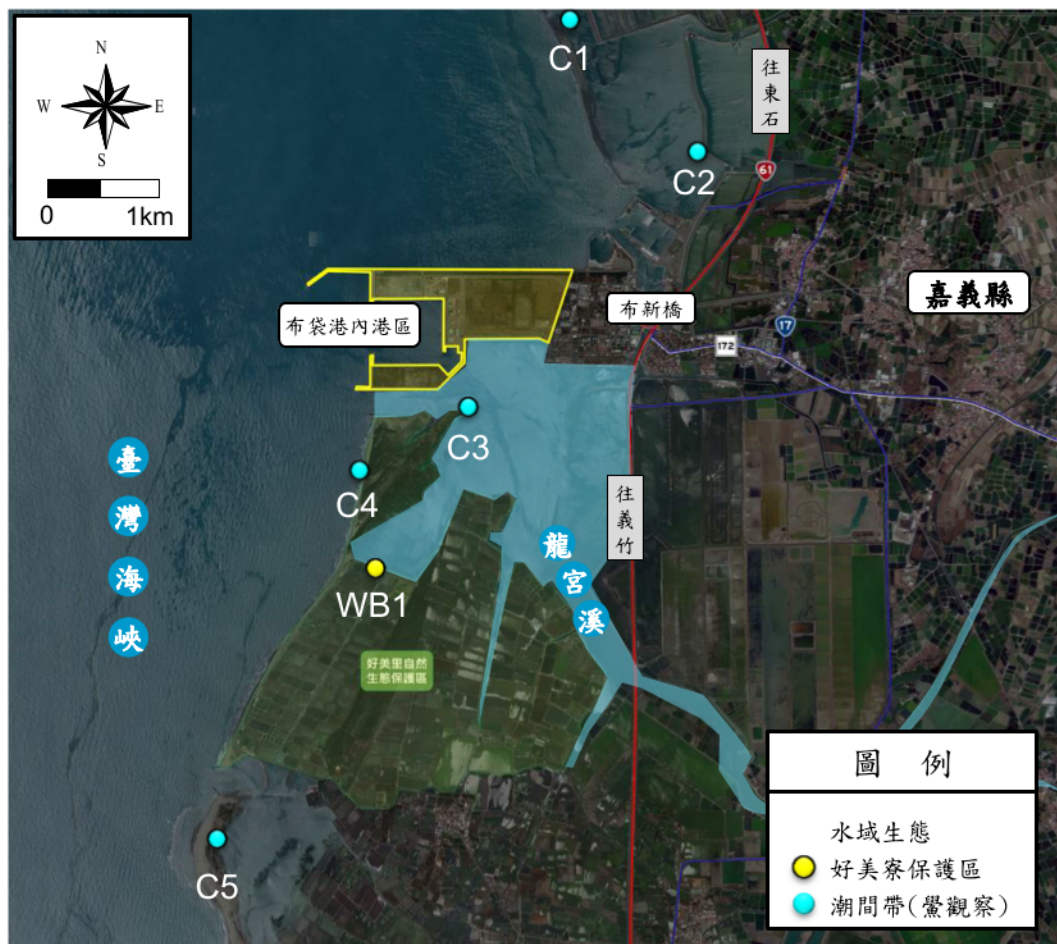 N
W
E
S
0
1km
C1
往東石
C2
61
嘉義縣
布袋港內港區
布新橋
17
172
C3
臺灣海峽
C4
往義竹
龍宮溪
WB1
好美里自然
生態保護區
C5
圖 例
水域生態
好美寮保護區
潮間帶(鱟觀察)